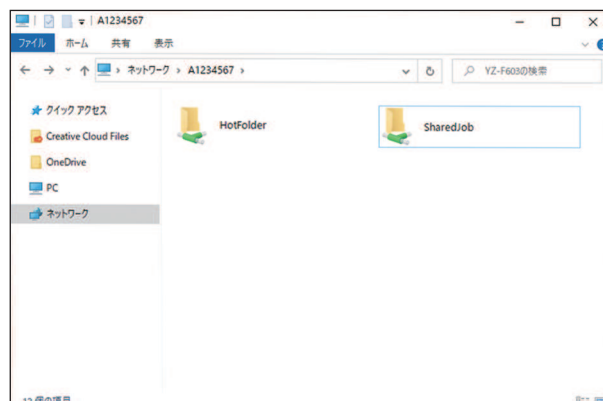 A1234567
ファイル ホーム 共有 表示
ネットワーク > A1234567 > YZ-F603の検索
クイック アクセス
Creative Cloud Files
OneDrive
PC
ネットワーク
HotFolder
SharedJob